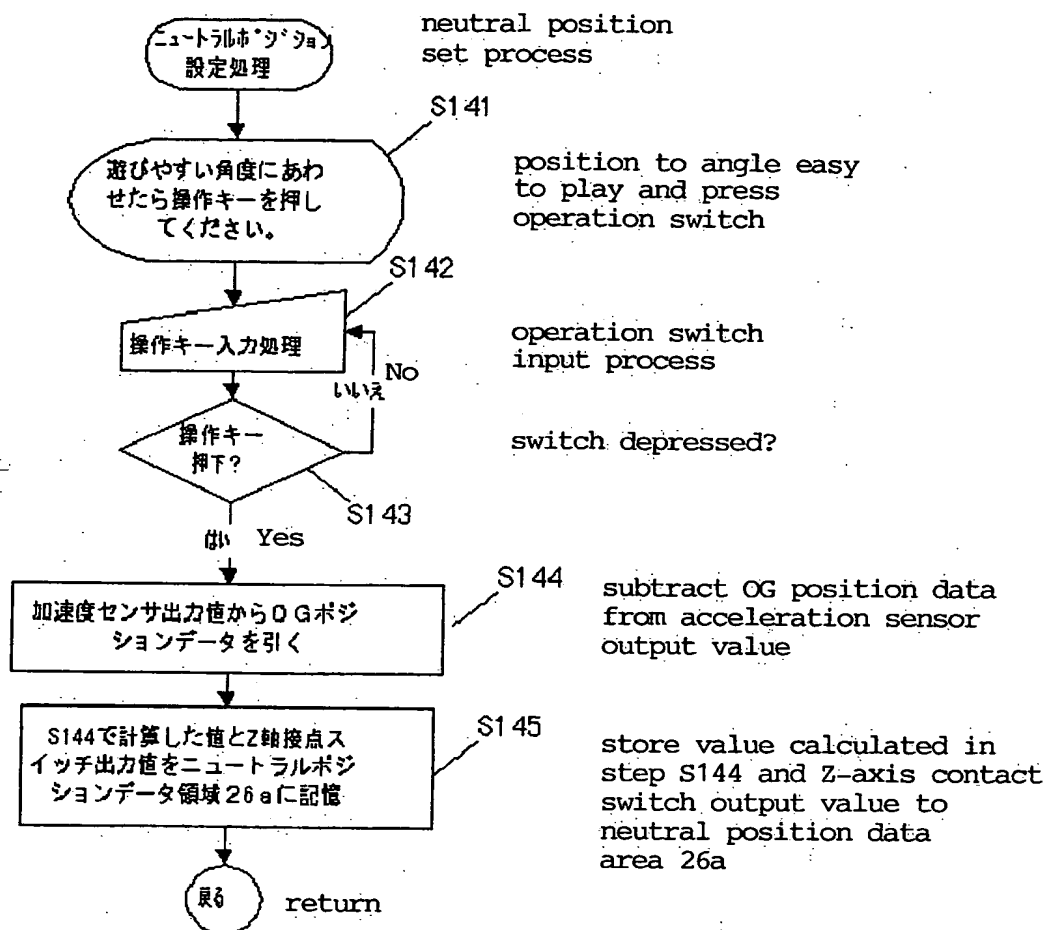 ニュートラルポジション
設定処理
neutral position
set process
S141
遊びやすい角度にあわ
せたら操作キーを押し
てください。
position to angle easy
to play and press
operation switch
S142
操作キー入力処理
operation switch
input process
No
いいえ
操作キー
押下?
switch depressed?
S143
はい Yes
S144
加速度センサ出力値から0Gポジ
ションデータを引く
subtract OG position data
from acceleration sensor
output value
S145
S144で計算した値とZ軸接点ス
イッチ出力値をニュートラルポジ
ションデータ領域26aに記憶
store value calculated in
step S144 and Z-axis contact
switch output value to
neutral position data
area 26a
戻る
return